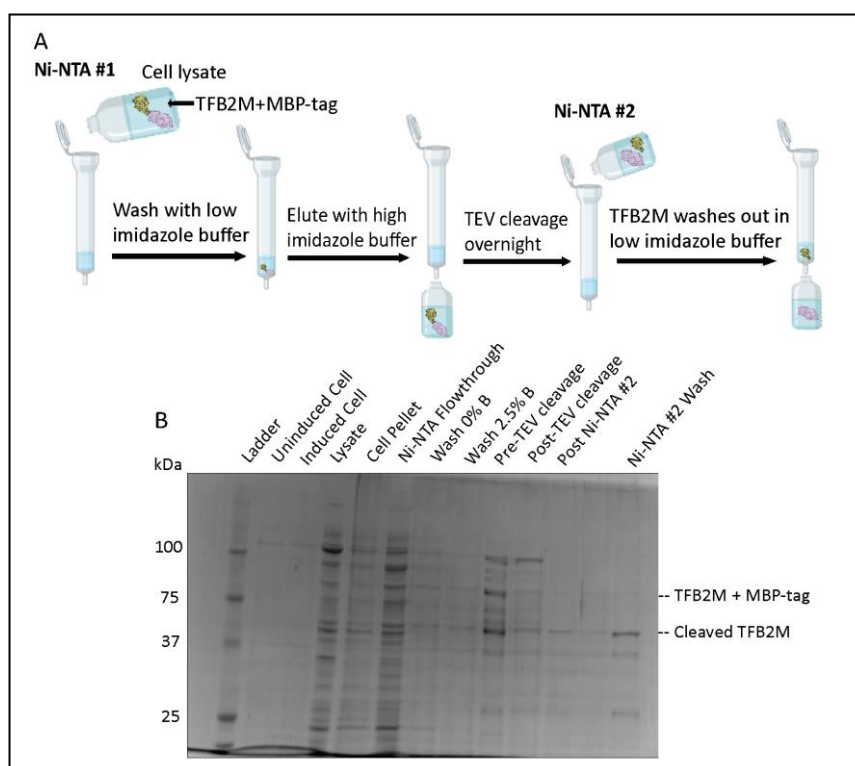 A
Ni-NTA #1
Cell lysate
TFB2M+MBP-tag
Ni-NTA #2
Wash with low
imidazole buffer
Elute with high
imidazole buffer
TEV cleavage
overnight
TFB2M washes out in
low imidazole buffer
B
kDa
Ladder
Uninduced Cell
Induced Cell
Lysate
Cell Pellet
Ni-NTA Flowthrough
Wash 0% B
Wash 2.5% B
Pre-TEV cleavage
Post-TEV cleavage
Post Ni-NTA #2
Ni-NTA #2 Wash
100
75
-- TFB2M + MBP-tag
37
-- Cleaved TFB2M
25